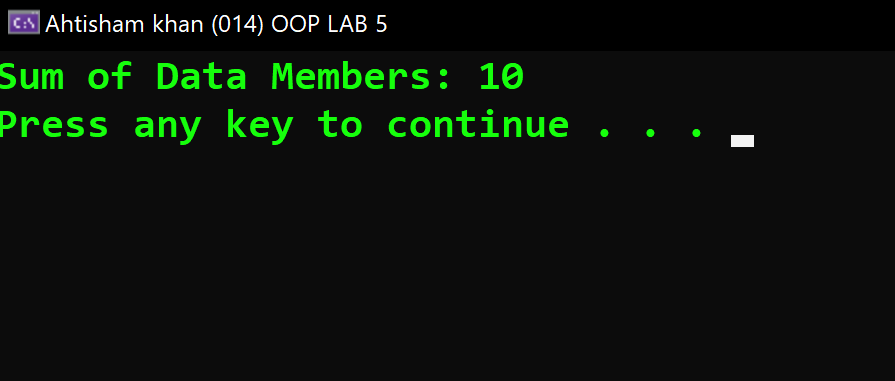 Ahtisham khan (014) OOP LAB 5
Sum of Data Members: 10
Press any key to continue . . .